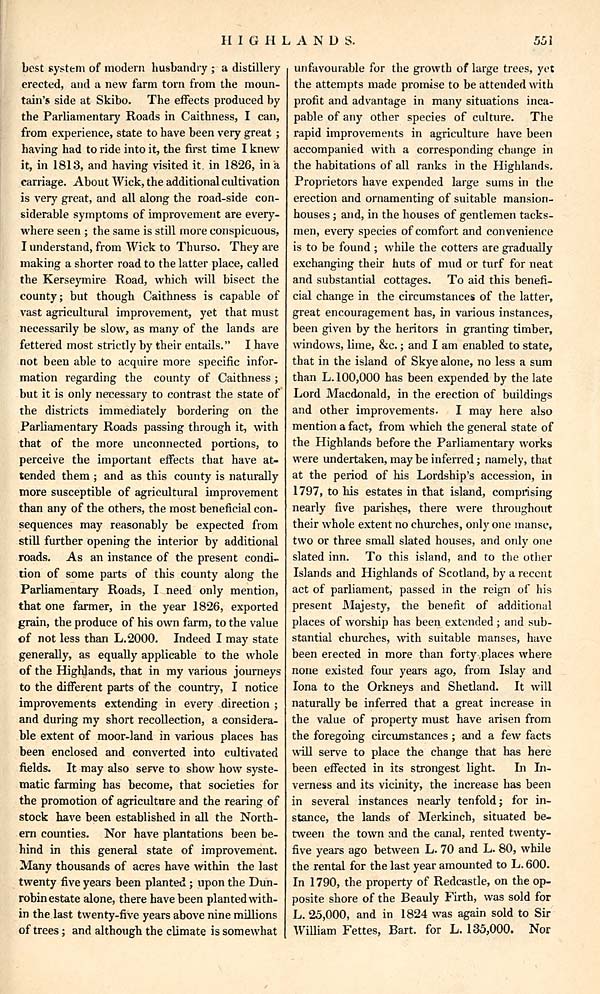 HIGHLANDS.
551
best system of modern husbandry ; a distillery
erected, and a new farm torn from the moun-
tain's side at Skibo. The effects produced by
the Parliamentary Roads in Caithness, I can,
from experience, state to have been very great ;
having had to ride into it, the first time I knew
it, in 1813, and having visited it in 1826, in a
carriage. About Wick, the additional cultivation
is very great, and all along the road-side con-
siderable symptoms of improvement are every-
where seen ; the same is still more conspicuous,
I understand, from Wick to Thurso. They are
making a shorter road to the latter place, called
the Kerseymire Road, which will bisect the
county; but though Caithness is capable of
vast agricultural improvement, yet that must
necessarily be slow, as many of the lands are
fettered most strictly by their entails." I have
not been able to acquire more specific infor-
mation regarding the county of Caithness ;
but it is only necessary to contrast the state of
the districts immediately bordering on the
Parliamentary Roads passing through it, with
that of the more unconnected portions, to
perceive the important effects that have at-
tended them ; and as this county is naturally
more susceptible of agricultural improvement
than any of the others, the most beneficial con-
sequences may reasonably be expected from
still further opening the interior by additional
roads. As an instance of the present condi-
tion of some parts of this county along the
Parliamentary Roads, I need only mention,
that one farmer, in the year 1826, exported
grain, the produce of his own farm, to the value
of not less than L.2000. Indeed I may state
generally, as equally applicable to the whole
of the Highlands, that in my various journeys
to the different parts of the country, I notice
improvements extending in every direction ;
and during my short recollection, a considera-
ble extent of moor-land in various places has
been enclosed and converted into cultivated
fields. It may also serve to show how syste-
matic farming has become, that societies for
the promotion of agriculture and the rearing of
stock have been established in all the North-
ern counties. Nor have plantations been be-
hind in this general state of improvement.
Many thousands of acres have within the last
twenty five years been planted ; upon the Dun-
robin estate alone, there have been planted with-
in the last twenty-five years above nine millions
of trees ; and although the climate is somewhat
unfavourable for the growth of large trees, yet
the attempts made promise to be attended with
profit and advantage in many situations inca-
pable of any other species of culture. The
rapid improvements in agriculture have been
accompanied with a corresponding change in
the habitations of all ranks in the Highlands.
Proprietors have expended large sums in the
erection and ornamenting of suitable mansion-
houses ; and, in the houses of gentlemen tacks-
men, every species of comfort and convenience
is to be found ; while the cotters are gradually
exchanging their huts of mud or turf for neat
and substantial cottages. To aid this benefi-
cial change in the circumstances of the latter,
great encouragement has, in various instances,
been given by the heritors in granting timber,
windows, lime, &c. ; and I am enabled to state,
that in the island of Skye alone, no less a sum
than L.100,000 has been expended by the late
Lord Macdonald, in the erection of buildings
and other improvements. I may here also
mention a fact, from which the general state of
the Highlands before the Parliamentary works
were undertaken, may be inferred ; namely, that
at the period of his Lordship's accession, in
1797, to his estates in that island, comprising
nearly five parishes, there were throughout
their whole extent no churches, only one manse,
two or three small slated houses, and only one
slated inn. To this island, and to the other
Islands and Highlands of Scotland, by a recent
act of parliament, passed in the reign of his
present Majesty, the benefit of additional
places of worship has been extended ; and sub-
stantial churches, with suitable manses, have
been erected in more than forty places where
none existed four years ago, from Islay and
Iona to the Orkneys and Shetland. It will
naturally be inferred that a great increase in
the value of property must have arisen from
the foregoing circumstances ; and a few facts
will serve to place the change that has here
been effected in its strongest light. In In-
verness and its vicinity, the increase has been
in several instances nearly tenfold ; for in-
stance, the lands of Merkinch, situated be-
tween the town and the canal, rented twenty-
five years ago between L. 70 and L. 80, while
the rental for the last year amounted to L. 600.
In 1790, the property of Redcastle, on the op-
posite shore of the Beauly Firth, was sold for
L. 25,000, and in 1824 was again sold to Sir
William Fettes, Bart. for L. 135,000. Nor